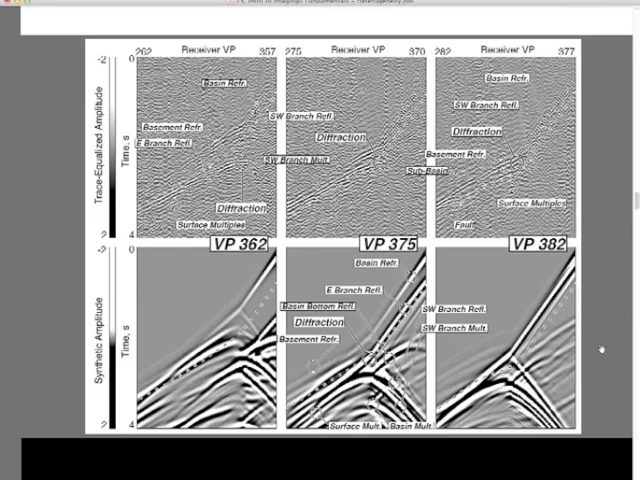 262 Receiver VP 357 275 Receiver VP 370 282 Receiver VP 377
-2 0
Trace-Equalized Amplitude
Time, s
2 4
Basin Refr.
Basement Refr.
E Branch Refl.
Diffraction
Surface Multiples
VP 362
SW Branch Refl.
Diffraction
SW Branch Mult.
VP 375
Basin Refr.
SW Branch Refl.
Diffraction
Basement Refr.
Sub-Basin
Surface Multiples
Fault
VP 382
-2 0
Synthetic Amplitude
Time, s
2 4
Basin Refr.
E Branch Refl.
Basin Bottom Refl.
Diffraction
Basement Refr.
SW Branch Refl.
SW Branch Mult.
Surface Mult.
Basin Mult.